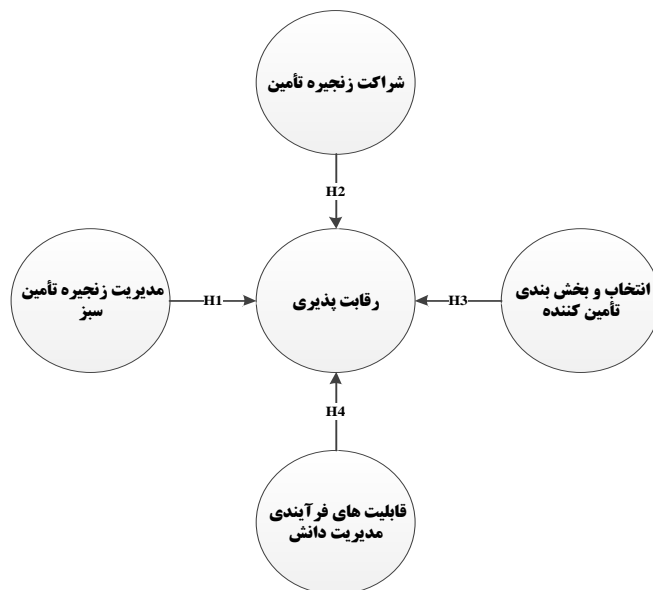 شراکت زنجیره تأمین
H2
مدیریت زنجیره تأمین
سبز
H1
رقابت پذیری
H3
انتخاب و بخش بندی
تأمین کننده
H4
قابلیت های فرآیندی
مدیریت دانش